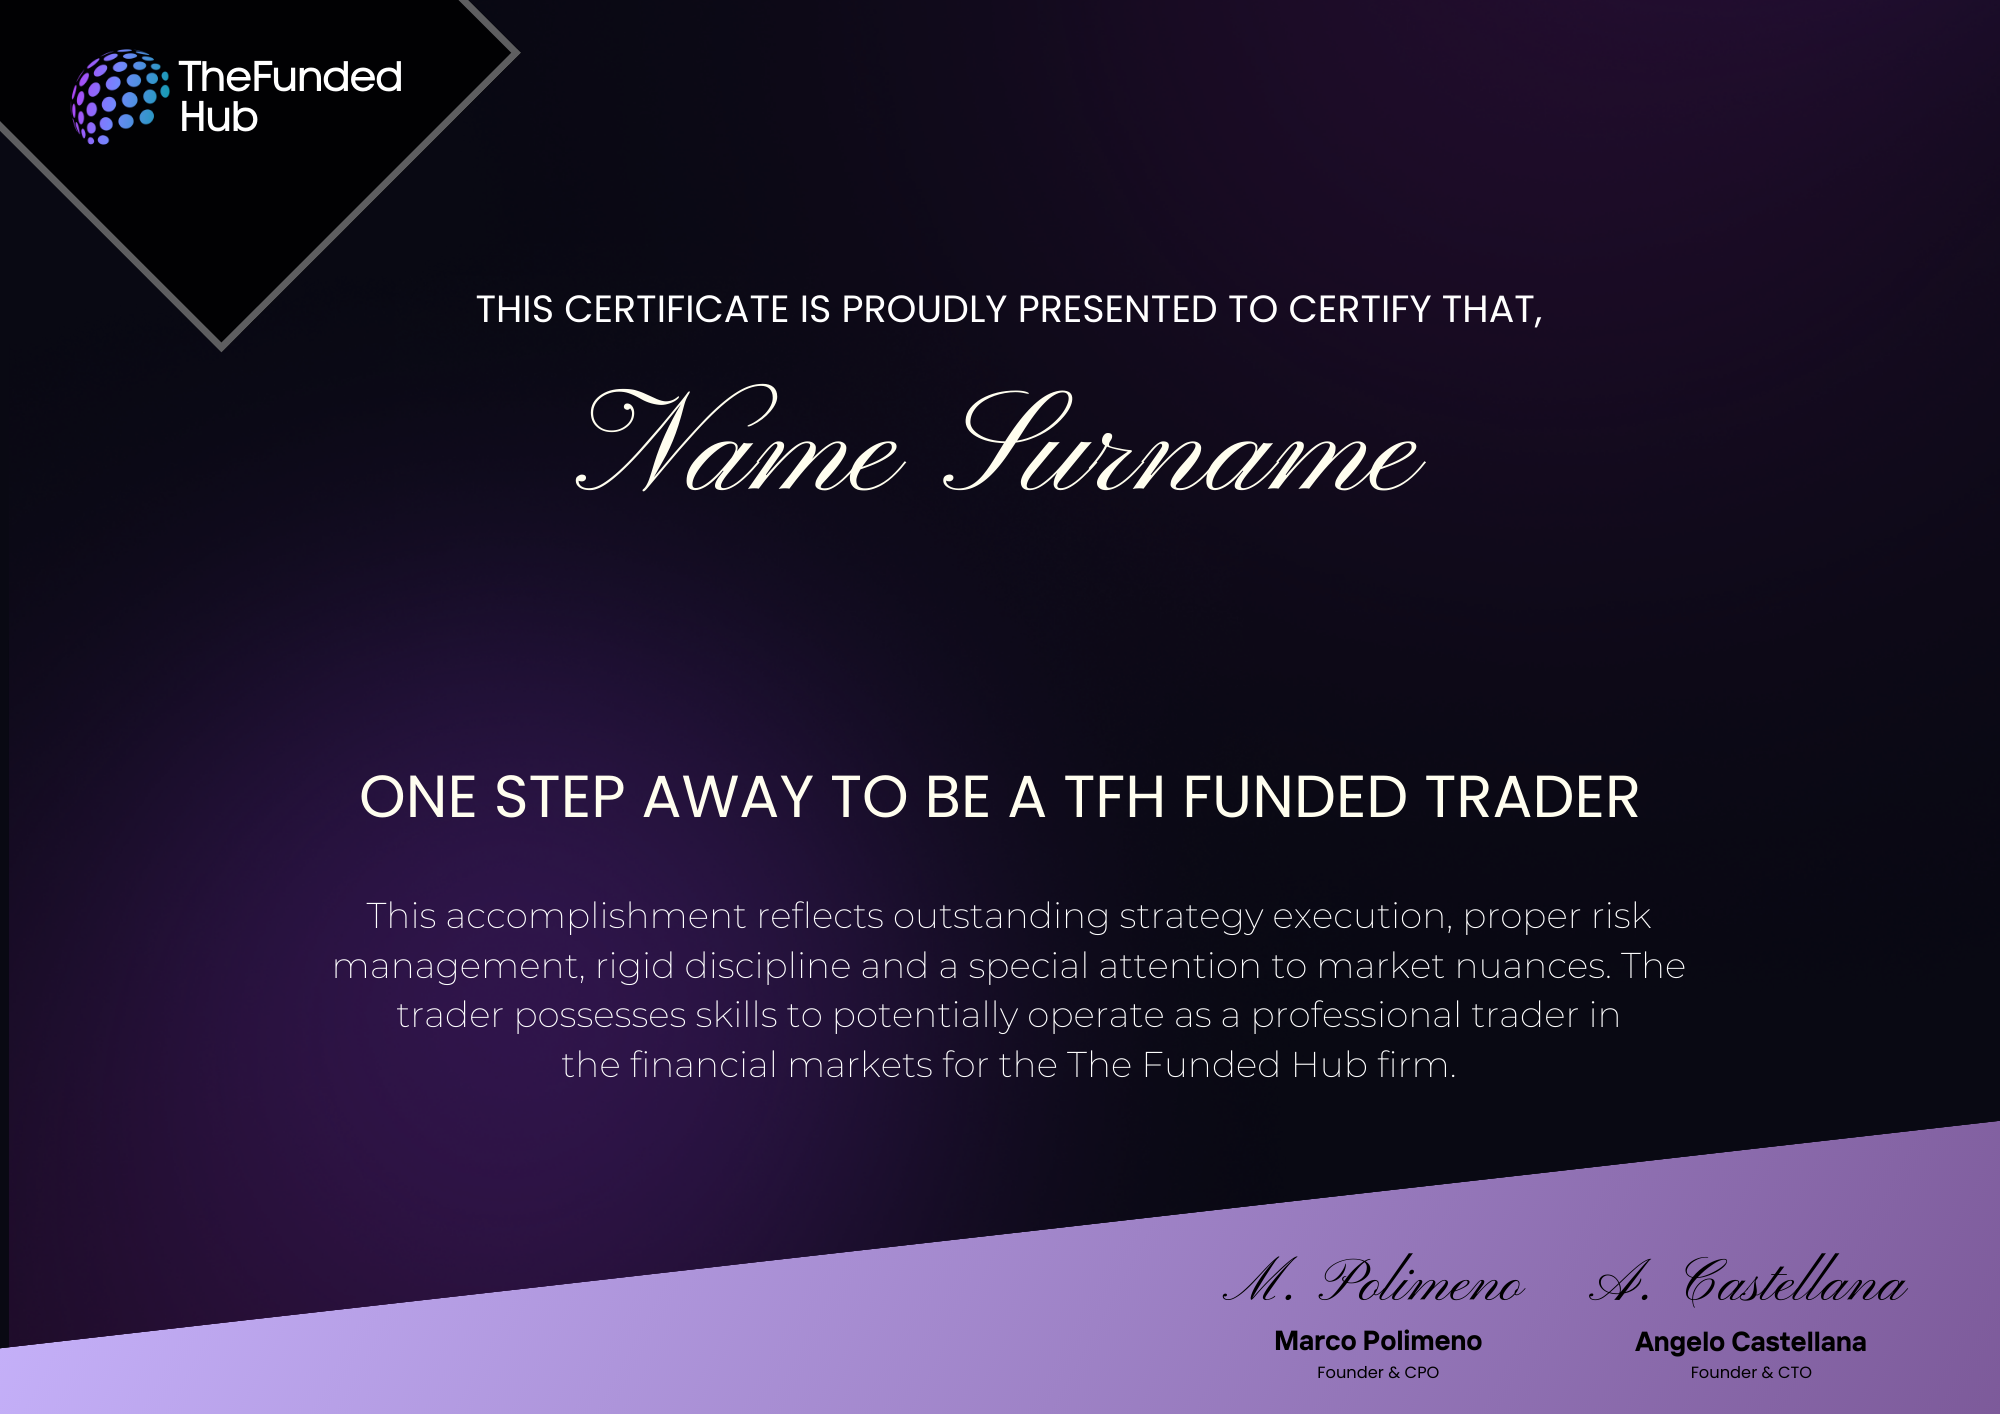 TheFunded
Hub
THIS CERTIFICATE IS PROUDLY PRESENTED TO CERTIFY THAT,
Name Surname
ONE STEP AWAY TO BE A TFH FUNDED TRADER
This accomplishment reflects outstanding strategy execution, proper risk
management, rigid discipline and a special attention to market nuances. The
trader possesses skills to potentially operate as a professional trader in
the financial markets for the The Funded Hub firm.
M. Polimeno
Marco Polimeno
Founder & CPO
A. Castellana
Angelo Castellana
Founder & CTO